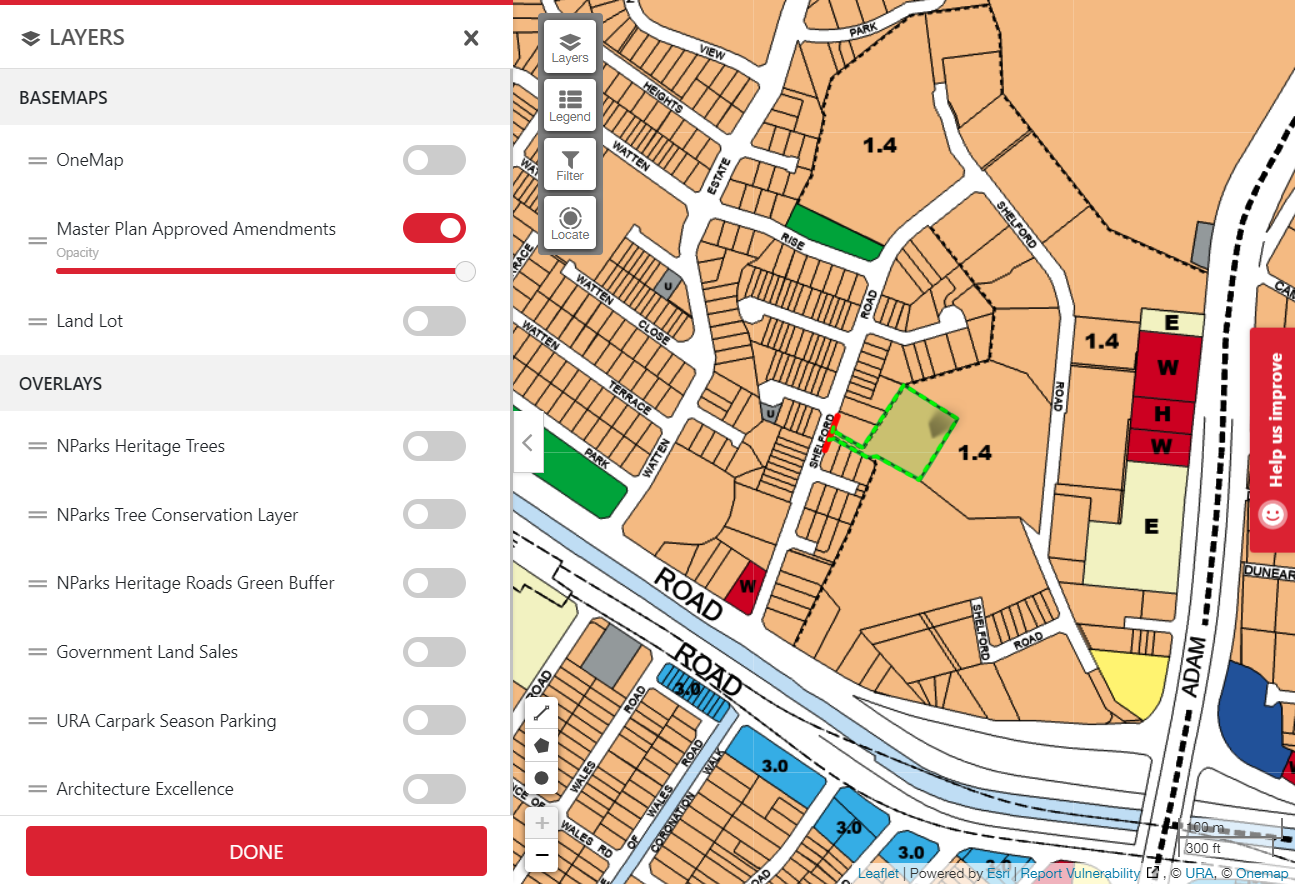 LAYERS
BASEMAPS
OneMap
Master Plan Approved Amendments
Opacity
Land Lot
OVERLAYS
NParks Heritage Trees
NParks Tree Conservation Layer
NParks Heritage Roads Green Buffer
Government Land Sales
URA Carpark Season Parking
Architecture Excellence
DONE
Layers
Legend
Filter
Locate
PARK
VIEW
HEIGHTS
WATTEN
ESTATE
1.4
SHELFORD
RISE
ROAD
WATTEN
CLOSE
U
WATTEN
TERRACE
U
SHELFORD
PARK
WATTEN
ROAD
1.4
E
W
H
W
1.4
E
Help us improve
ROAD
W
SHELFORD
ROAD
ADAM
ROAD
3.0
ROAD
ROAD
WALES
ROAD
WALK
3.0
WALES
OF
CORONATION
WALES RD
3.0
3.0
ROAD
100 m
300 ft
Leaflet | Powered by Esri | Report Vulnerability , © URA, © Onemap